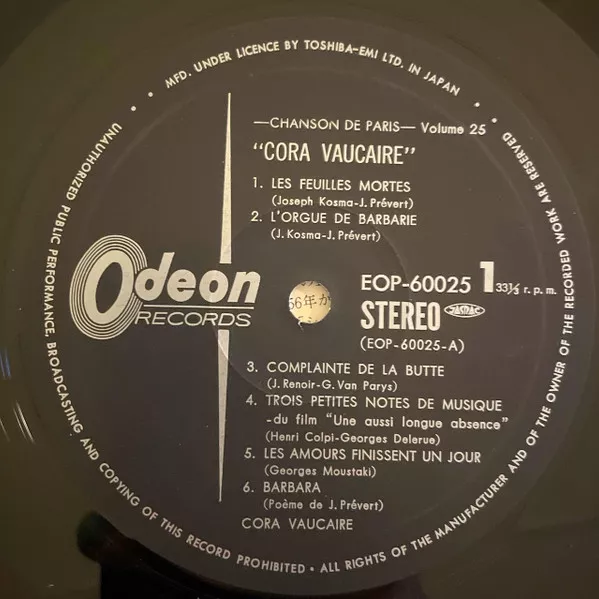 MFD. UNDER LICENCE BY TOSHIBA-EMI LTD. IN JAPAN
—CHANSON DE PARIS— Volume 25
"CORA VAUCAIRE"
1. LES FEUILLES MORTES
(Joseph Kosma-J. Prévert)
2. L'ORGUE DE BARBARIE
(J. Kosma-J. Prévert)
Odeon
RECORDS
EOP-60025 1 33⅓ r. p. m.
STEREO JASRAC
(EOP-60025-A)
56年か
3. COMPLAINTE DE LA BUTTE
(J. Renoir-G. Van Parys)
4. TROIS PETITES NOTES DE MUSIQUE
-du film "Une aussi longue absence"
(Henri Colpi-Georges Delerue)
5. LES AMOURS FINISSENT UN JOUR
(Georges Moustaki)
6. BARBARA
(Poème de J. Prévert)
CORA VAUCAIRE
UNAUTHORIZED PUBLIC PERFORMANCE, BROADCASTING AND COPYING OF THIS RECORD PROHIBITED • ALL RIGHTS OF THE MANUFACTURER AND OF THE OWNER OF THE RECORDED WORK ARE RESERVED